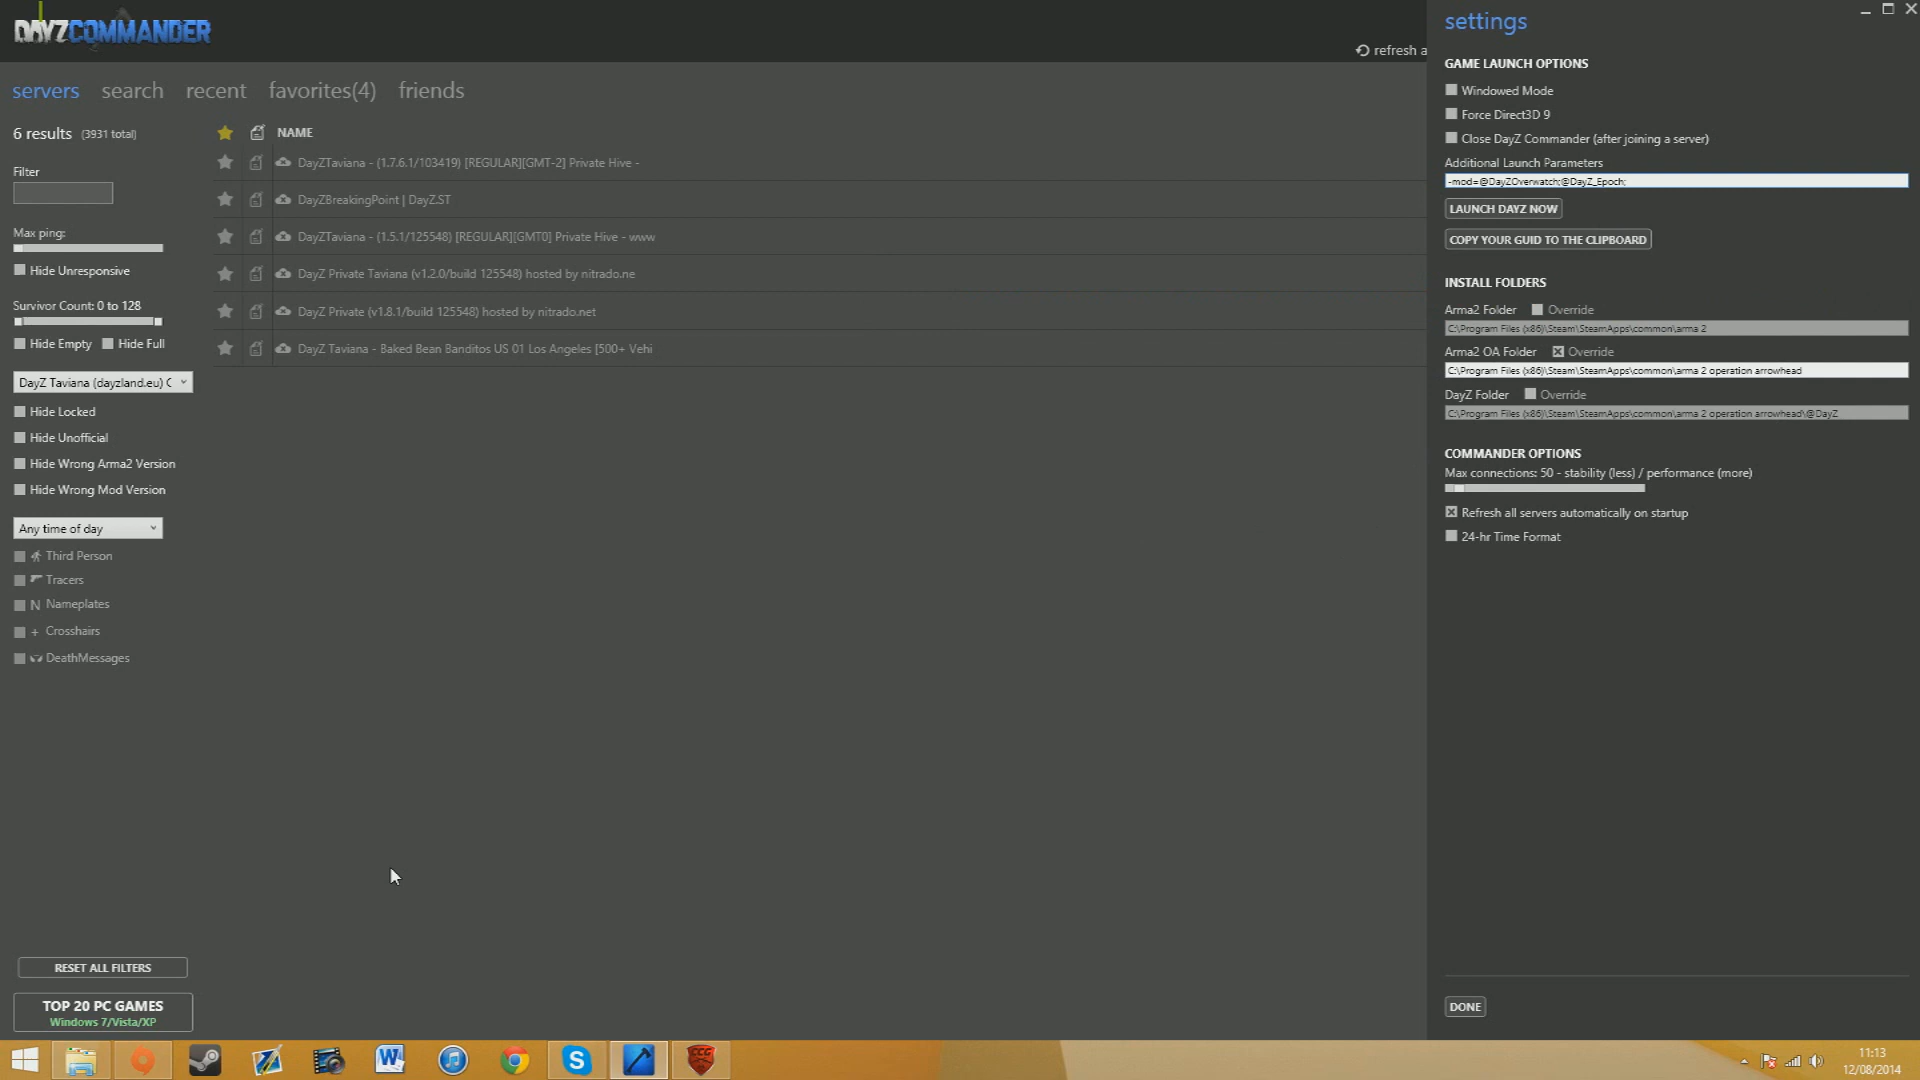 DAYZCOMMANDER
refresh a
servers search recent favorites(4) friends
6 results (3931 total)
Filter
Max ping:
Hide Unresponsive
Survivor Count: 0 to 128
Hide Empty Hide Full
DayZ Taviana (dayzland.eu) C
Hide Locked
Hide Unofficial
Hide Wrong Arma2 Version
Hide Wrong Mod Version
Any time of day
Third Person
Tracers
N Nameplates
+ Crosshairs
DeathMessages
RESET ALL FILTERS
TOP 20 PC GAMES
Windows 7/Vista/XP
NAME
DayZTaviana - (1.7.6.1/103419) [REGULAR][GMT-2] Private Hive -
DayZBreakingPoint | DayZ.ST
DayZTaviana - (1.5.1/125548) [REGULAR][GMT0] Private Hive - www
DayZ Private Taviana (v1.2.0/build 125548) hosted by nitrado.ne
DayZ Private (v1.8.1/build 125548) hosted by nitrado.net
DayZ Taviana - Baked Bean Banditos US 01 Los Angeles [500+ Vehi
settings
GAME LAUNCH OPTIONS
Windowed Mode
Force Direct3D 9
Close DayZ Commander (after joining a server)
Additional Launch Parameters
-mod=@DayZOverwatch;@DayZ_Epoch;
LAUNCH DAYZ NOW
COPY YOUR GUID TO THE CLIPBOARD
INSTALL FOLDERS
Arma2 Folder Override
C:\Program Files (x86)\Steam\SteamApps\common\arma 2
Arma2 OA Folder Override
C:\Program Files (x86)\Steam\SteamApps\common\arma 2 operation arrowhead
DayZ Folder Override
C:\Program Files (x86)\Steam\SteamApps\common\arma 2 operation arrowhead\@DayZ
COMMANDER OPTIONS
Max connections: 50 - stability (less) / performance (more)
Refresh all servers automatically on startup
24-hr Time Format
DONE
W
S
CCG
11:13
12/08/2014